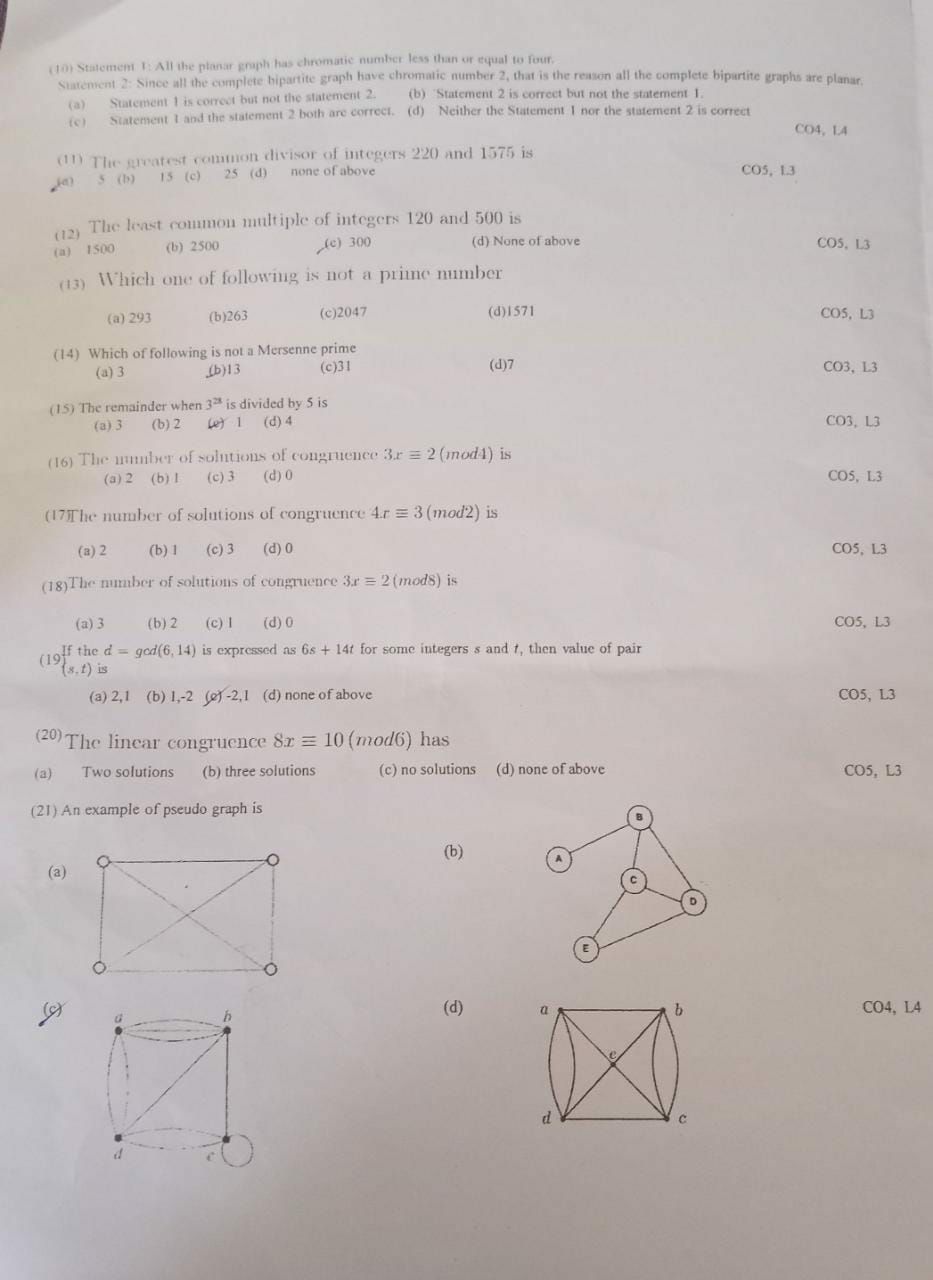 (10) Statement 1: All the planar graph has chromatic number less than or equal to four.
Statement 2: Since all the complete bipartite graph have chromatic number 2, that is the reason all the complete bipartite graphs are planar.
(a) Statement 1 is correct but not the statement 2. (b) Statement 2 is correct but not the statement 1.
(c) Statement 1 and the statement 2 both are correct. (d) Neither the Statement 1 nor the statement 2 is correct
CO4, L4
(11) The greatest common divisor of integers 220 and 1575 is
(a) 5 (b) 15 (c) 25 (d) none of above CO5, L3
(12) The least common multiple of integers 120 and 500 is
(a) 1500 (b) 2500 (c) 300 (d) None of above CO5, L3
(13) Which one of following is not a prime number
(a) 293 (b)263 (c)2047 (d)1571 CO5, L3
(14) Which of following is not a Mersenne prime
(a) 3 (b)13 (c)31 (d)7 CO3, L3
(15) The remainder when 3²⁸ is divided by 5 is
(a) 3 (b) 2 (c) 1 (d) 4 CO3, L3
(16) The number of solutions of congruence 3x ≡ 2 (mod4) is
(a) 2 (b) 1 (c) 3 (d) 0 CO5, L3
(17)The number of solutions of congruence 4x ≡ 3 (mod2) is
(a) 2 (b) 1 (c) 3 (d) 0 CO5, L3
(18)The number of solutions of congruence 3x ≡ 2 (mod8) is
(a) 3 (b) 2 (c) 1 (d) 0 CO5, L3
(19) If the d = gcd(6, 14) is expressed as 6s + 14t for some integers s and t, then value of pair
(s, t) is
(a) 2,1 (b) 1,-2 (c) -2,1 (d) none of above CO5, L3
(20) The linear congruence 8x ≡ 10 (mod6) has
(a) Two solutions (b) three solutions (c) no solutions (d) none of above CO5, L3
(21) An example of pseudo graph is
(a)
(b)
B
A
C
D
E
(c)
a b
d c
(d)
a b
e
d c
CO4, L4